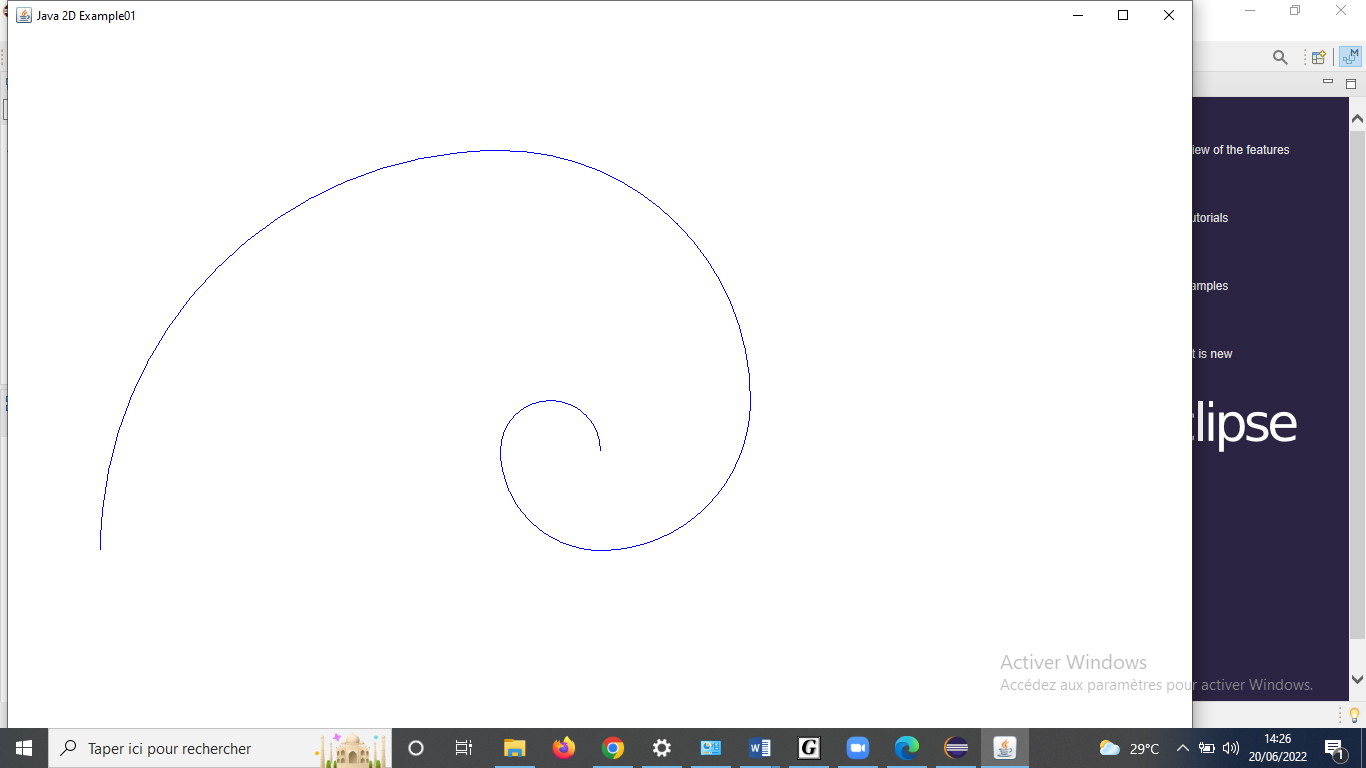 Java 2D Example01
iew of the features
utorials
amples
t is new
clipse
Activer Windows
Accédez aux paramètres pour activer Windows.
Taper ici pour rechercher
W
G
29°C
14:26
20/06/2022
1